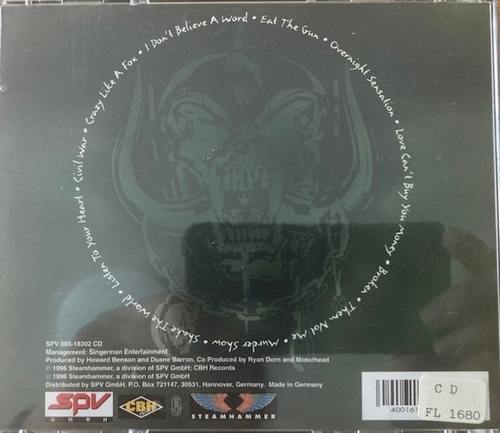 Civil War • Crazy Like A Fox • I Don't Believe A Word • Eat The Gun • Overnight Sensation • Love Can't Buy You Money • Broken • Them Not Me • Murder Show • Shake The World • Listen To Your Heart •
SPV 085-18302 CD
Management: Singerman Entertainment
Produced by Howard Benson and Duane Barron. Co Produced by Ryan Dorn and Motorhead
℗ 1996 Steamhammer, a division of SPV GmbH; CBH Records
© 1996 Steamhammer, a division of SPV GmbH
Distributed by SPV GmbH, P.O. Box 721147, 30531, Hannover, Germany. Made in Germany
SPV
GMBH
CBH
STEAMHAMMER
400161
C D
FL 1680